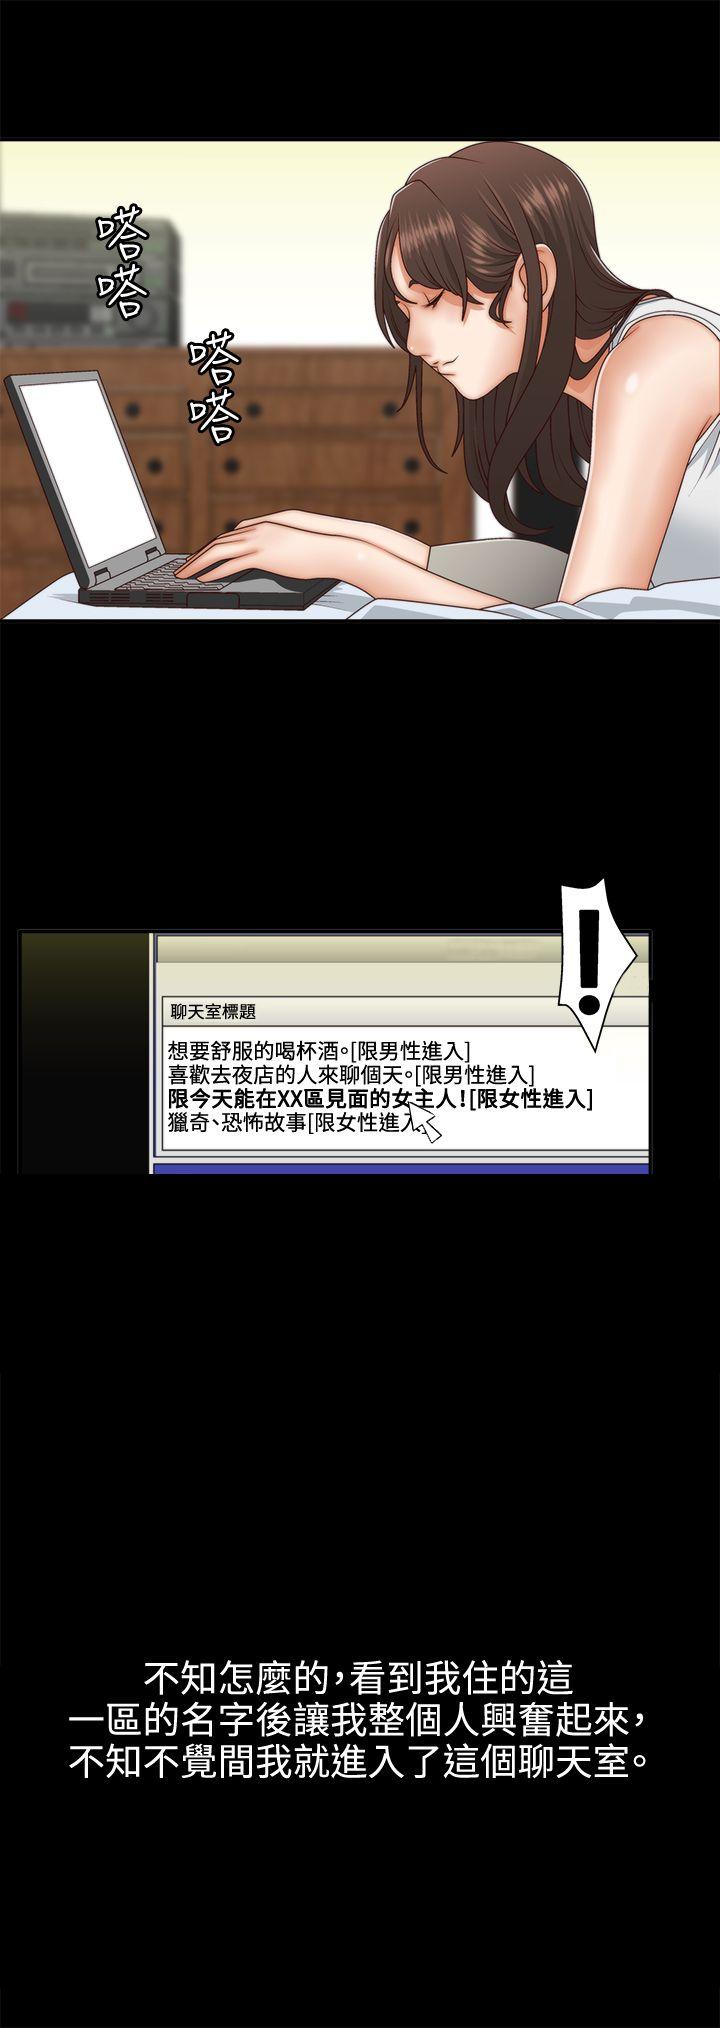 嗒
嗒
嗒
嗒
!
聊天室標題
想要舒服的喝杯酒。[限男性進入]
喜歡去夜店的人來聊個天。[限男性進入]
限今天能在XX區見面的女主人![限女性進入]
獵奇、恐怖故事[限女性進入]
不知怎麼的,看到我住的這
一區的名字後讓我整個人興奮起來,
不知不覺間我就進入了這個聊天室。